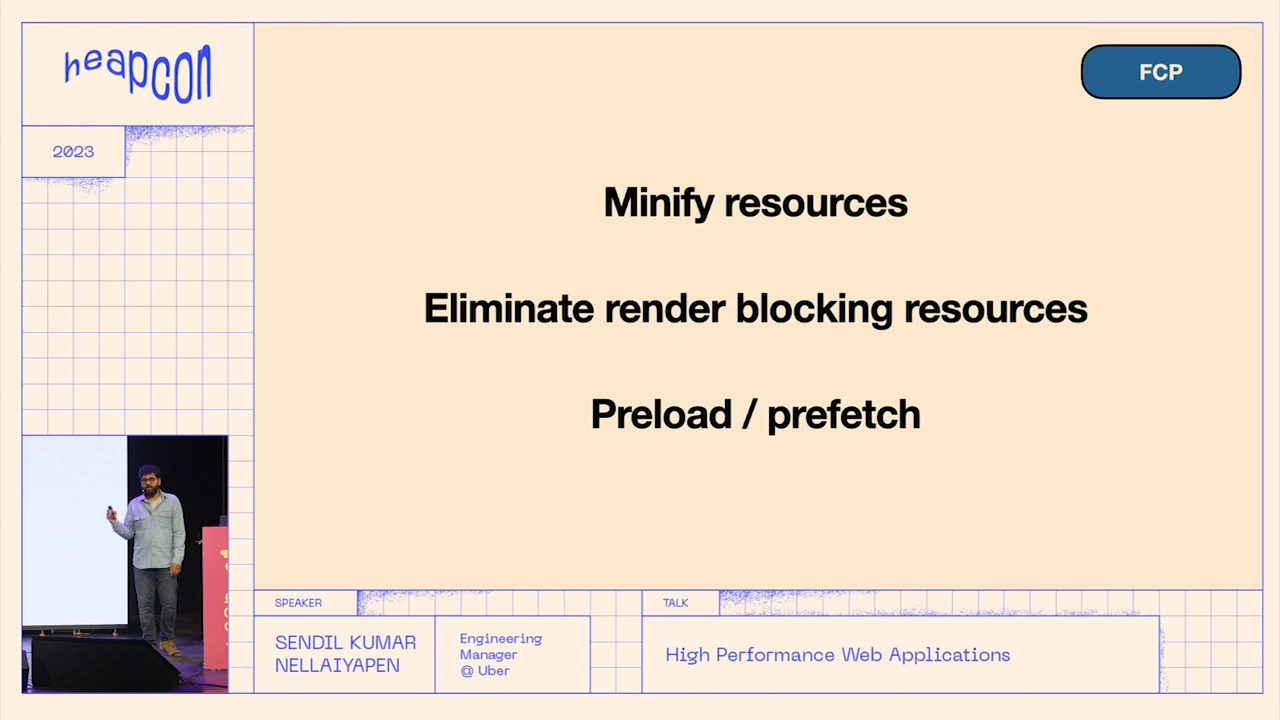 heapcon
2023
FCP
Minify resources
Eliminate render blocking resources
Preload / prefetch
SPEAKER
SENDIL KUMAR
NELLAIYAPEN
Engineering
Manager
@ Uber
TALK
High Performance Web Applications